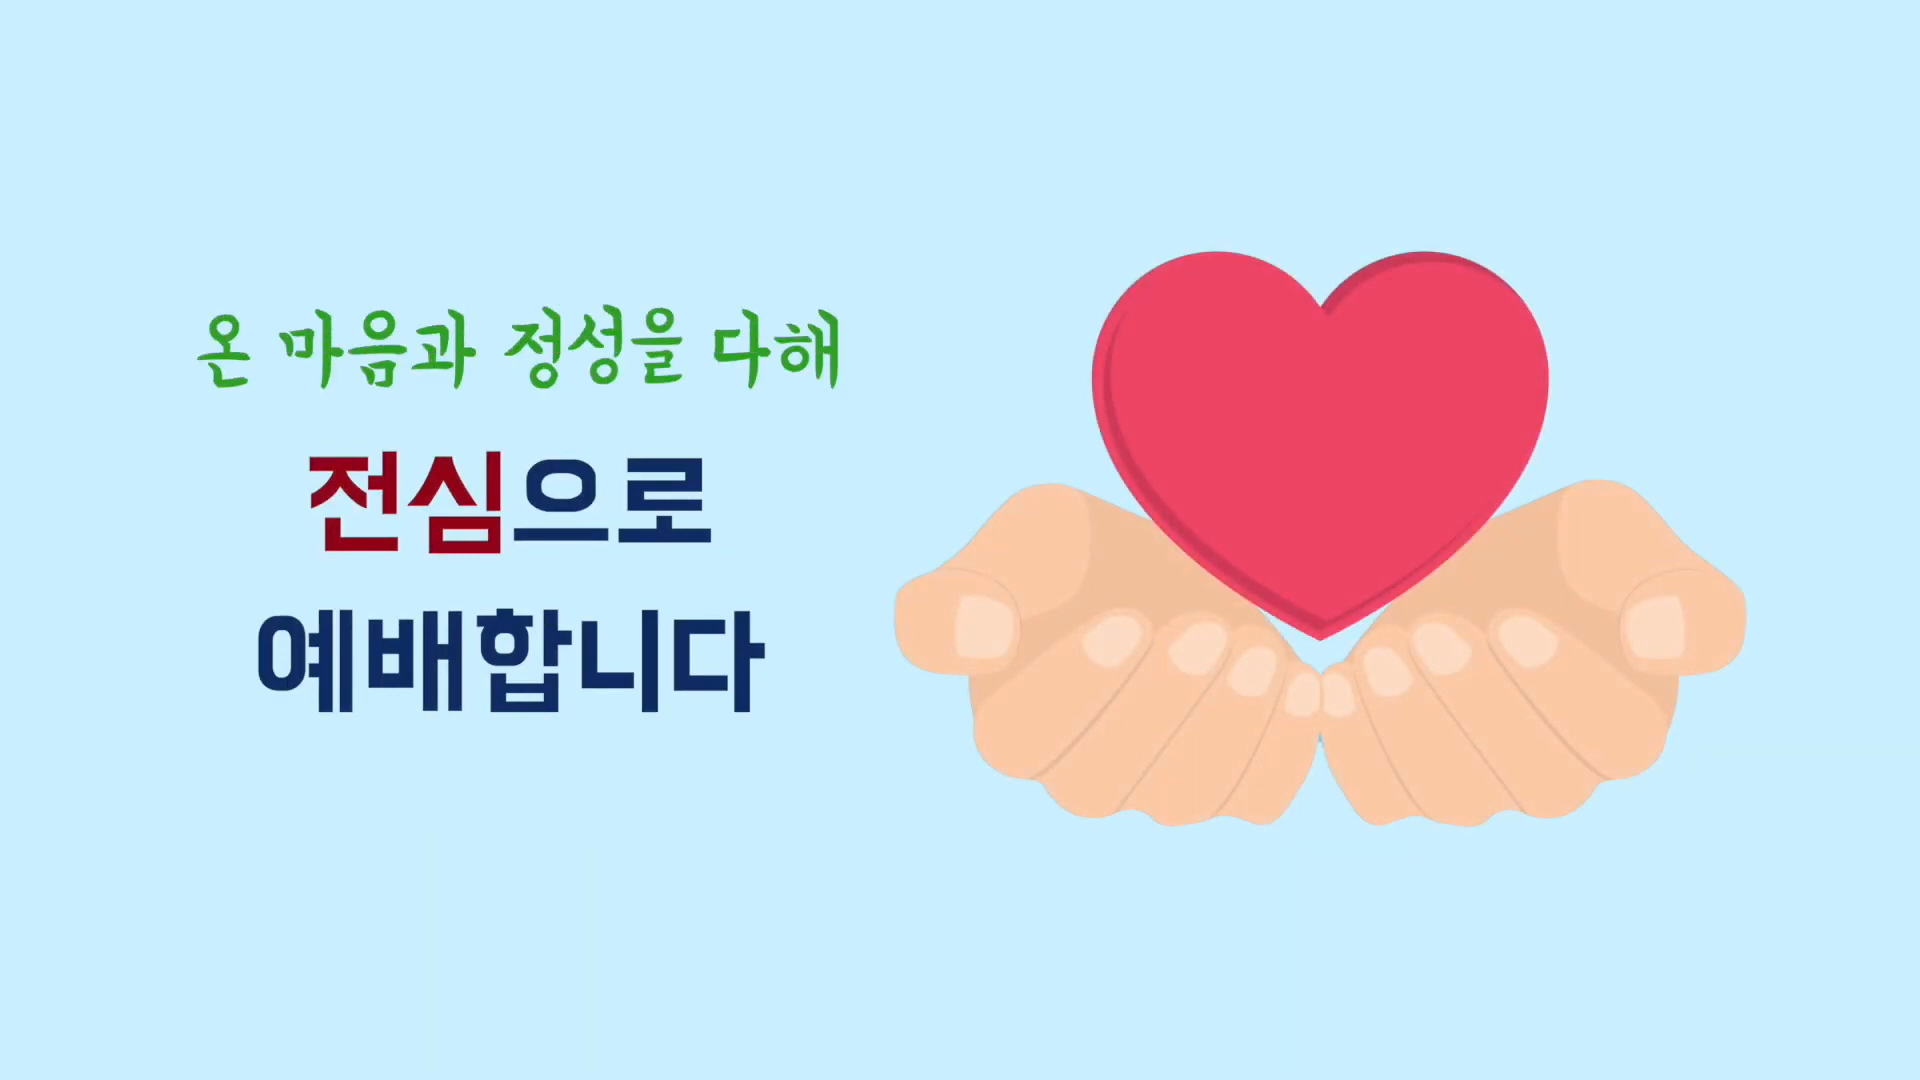 온 마음과 정성을 다해
전심으로
예배합니다